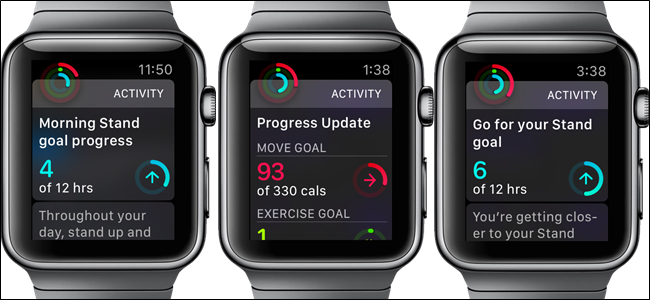 11:50
ACTIVITY
Morning Stand
goal progress
4
of 12 hrs
Throughout your
day, stand up and
1:38
ACTIVITY
Progress Update
MOVE GOAL
93
of 330 cals
EXERCISE GOAL
1
3:38
ACTIVITY
Go for your Stand
goal
6
of 12 hrs
You're getting clos-
er to your Stand